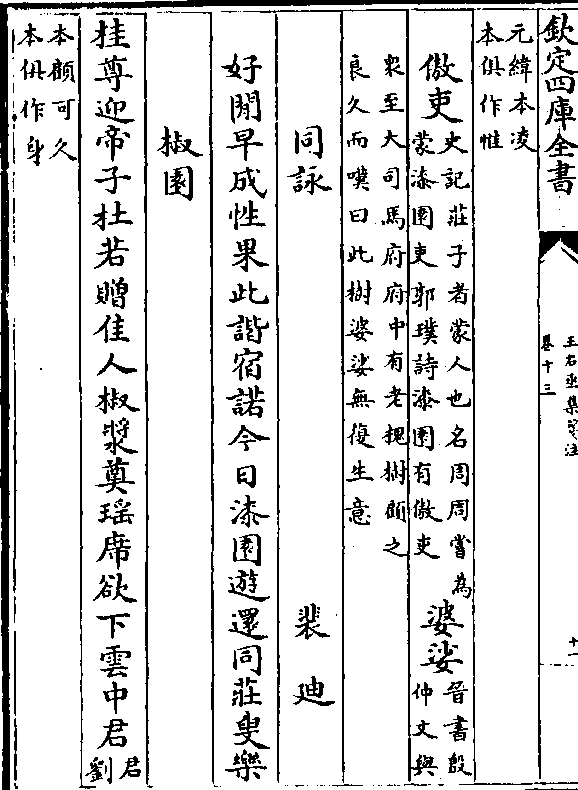 欽定四庫全書
王右丞集箋注
卷十三
十一
元緯本凌
本俱作惟
傲吏
史記莊子者蒙人也名周周嘗為
蒙漆園吏郭璞詩漆園有傲吏
婆娑
晉書殷
仲文與
衆至大司馬府府中有老槐樹顧之
良久而嘆曰此樹婆娑無復生意
同詠 裴迪
好閒早成性果此諧宿諾今日漆園遊還同莊叟樂
椒園
桂尊迎帝子杜若贈佳人椒漿奠瑶席欲下雲中君
君
劉
本顧可久
本俱作身